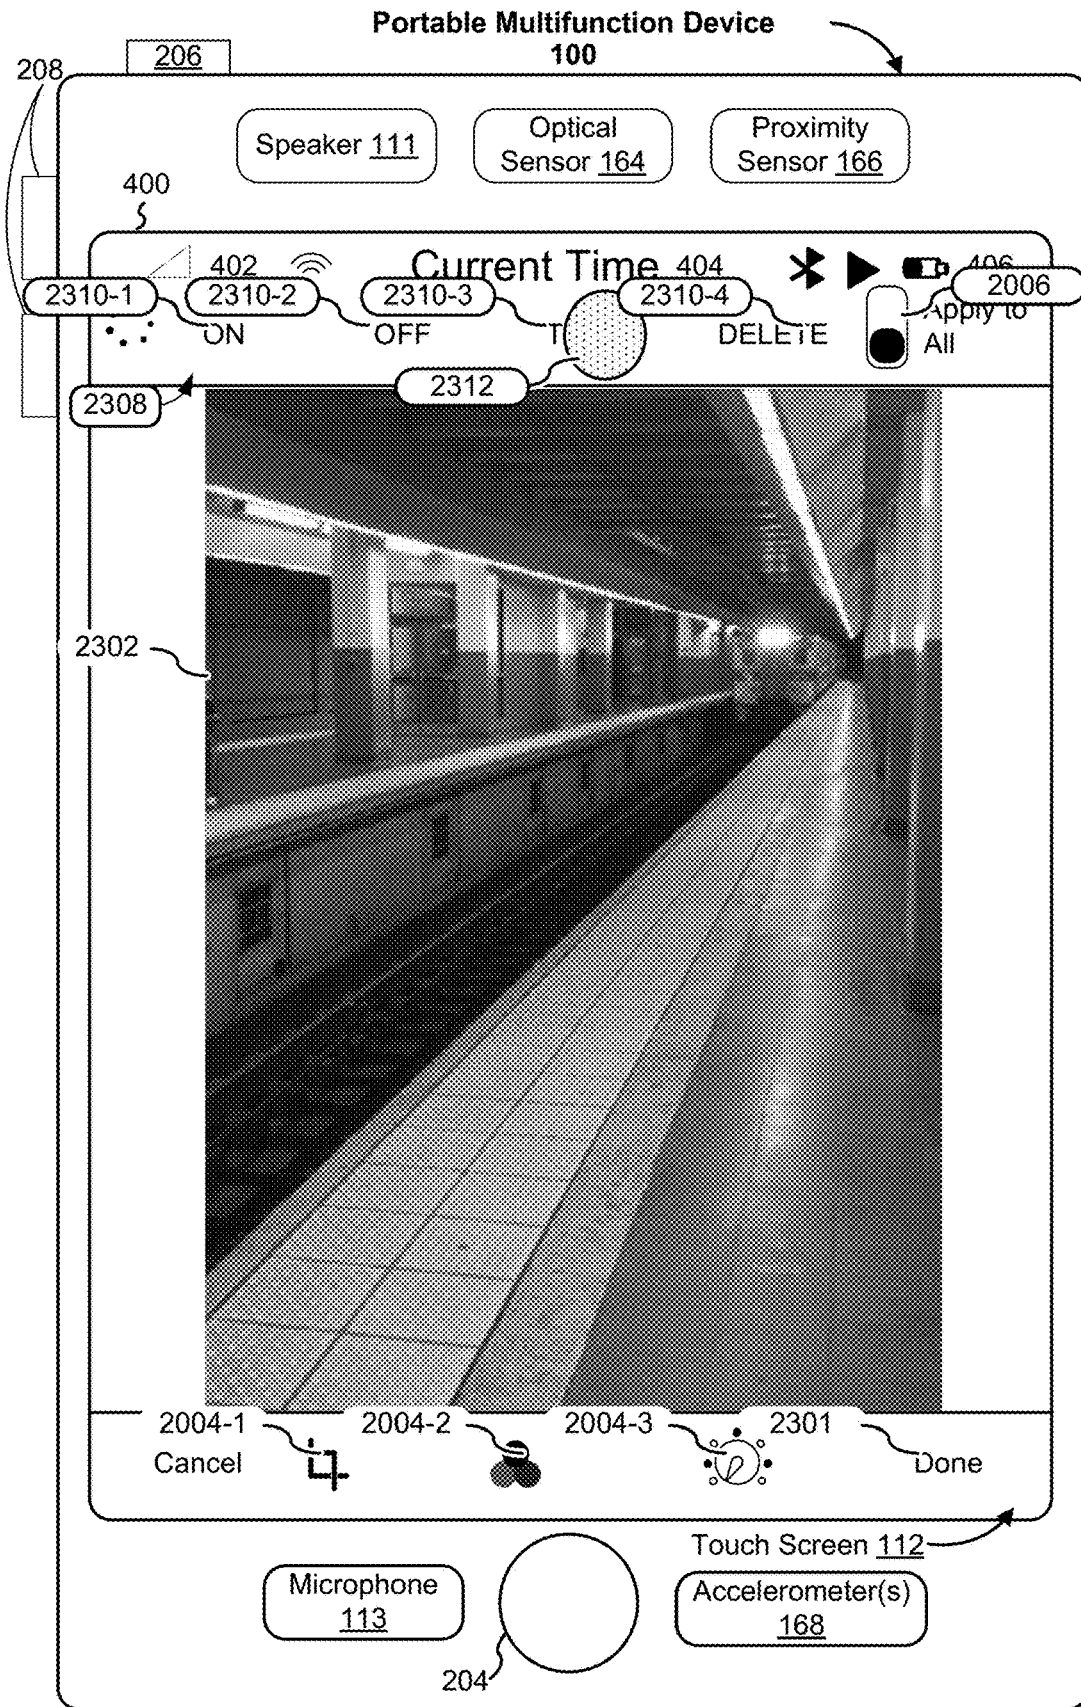 Portable Multifunction Device
100
206
208
Speaker 111
Optical
Sensor 164
Proximity
Sensor 166
400
402
Current Time 404
2310-1
2310-2
2310-3
2310-4
2006
ON
OFF
DELETE
Apply to
All
2308
2312
2302
2004-1
2004-2
2004-3
2301
Cancel
Done
Touch Screen 112
Microphone
113
Accelerometer(s)
168
204